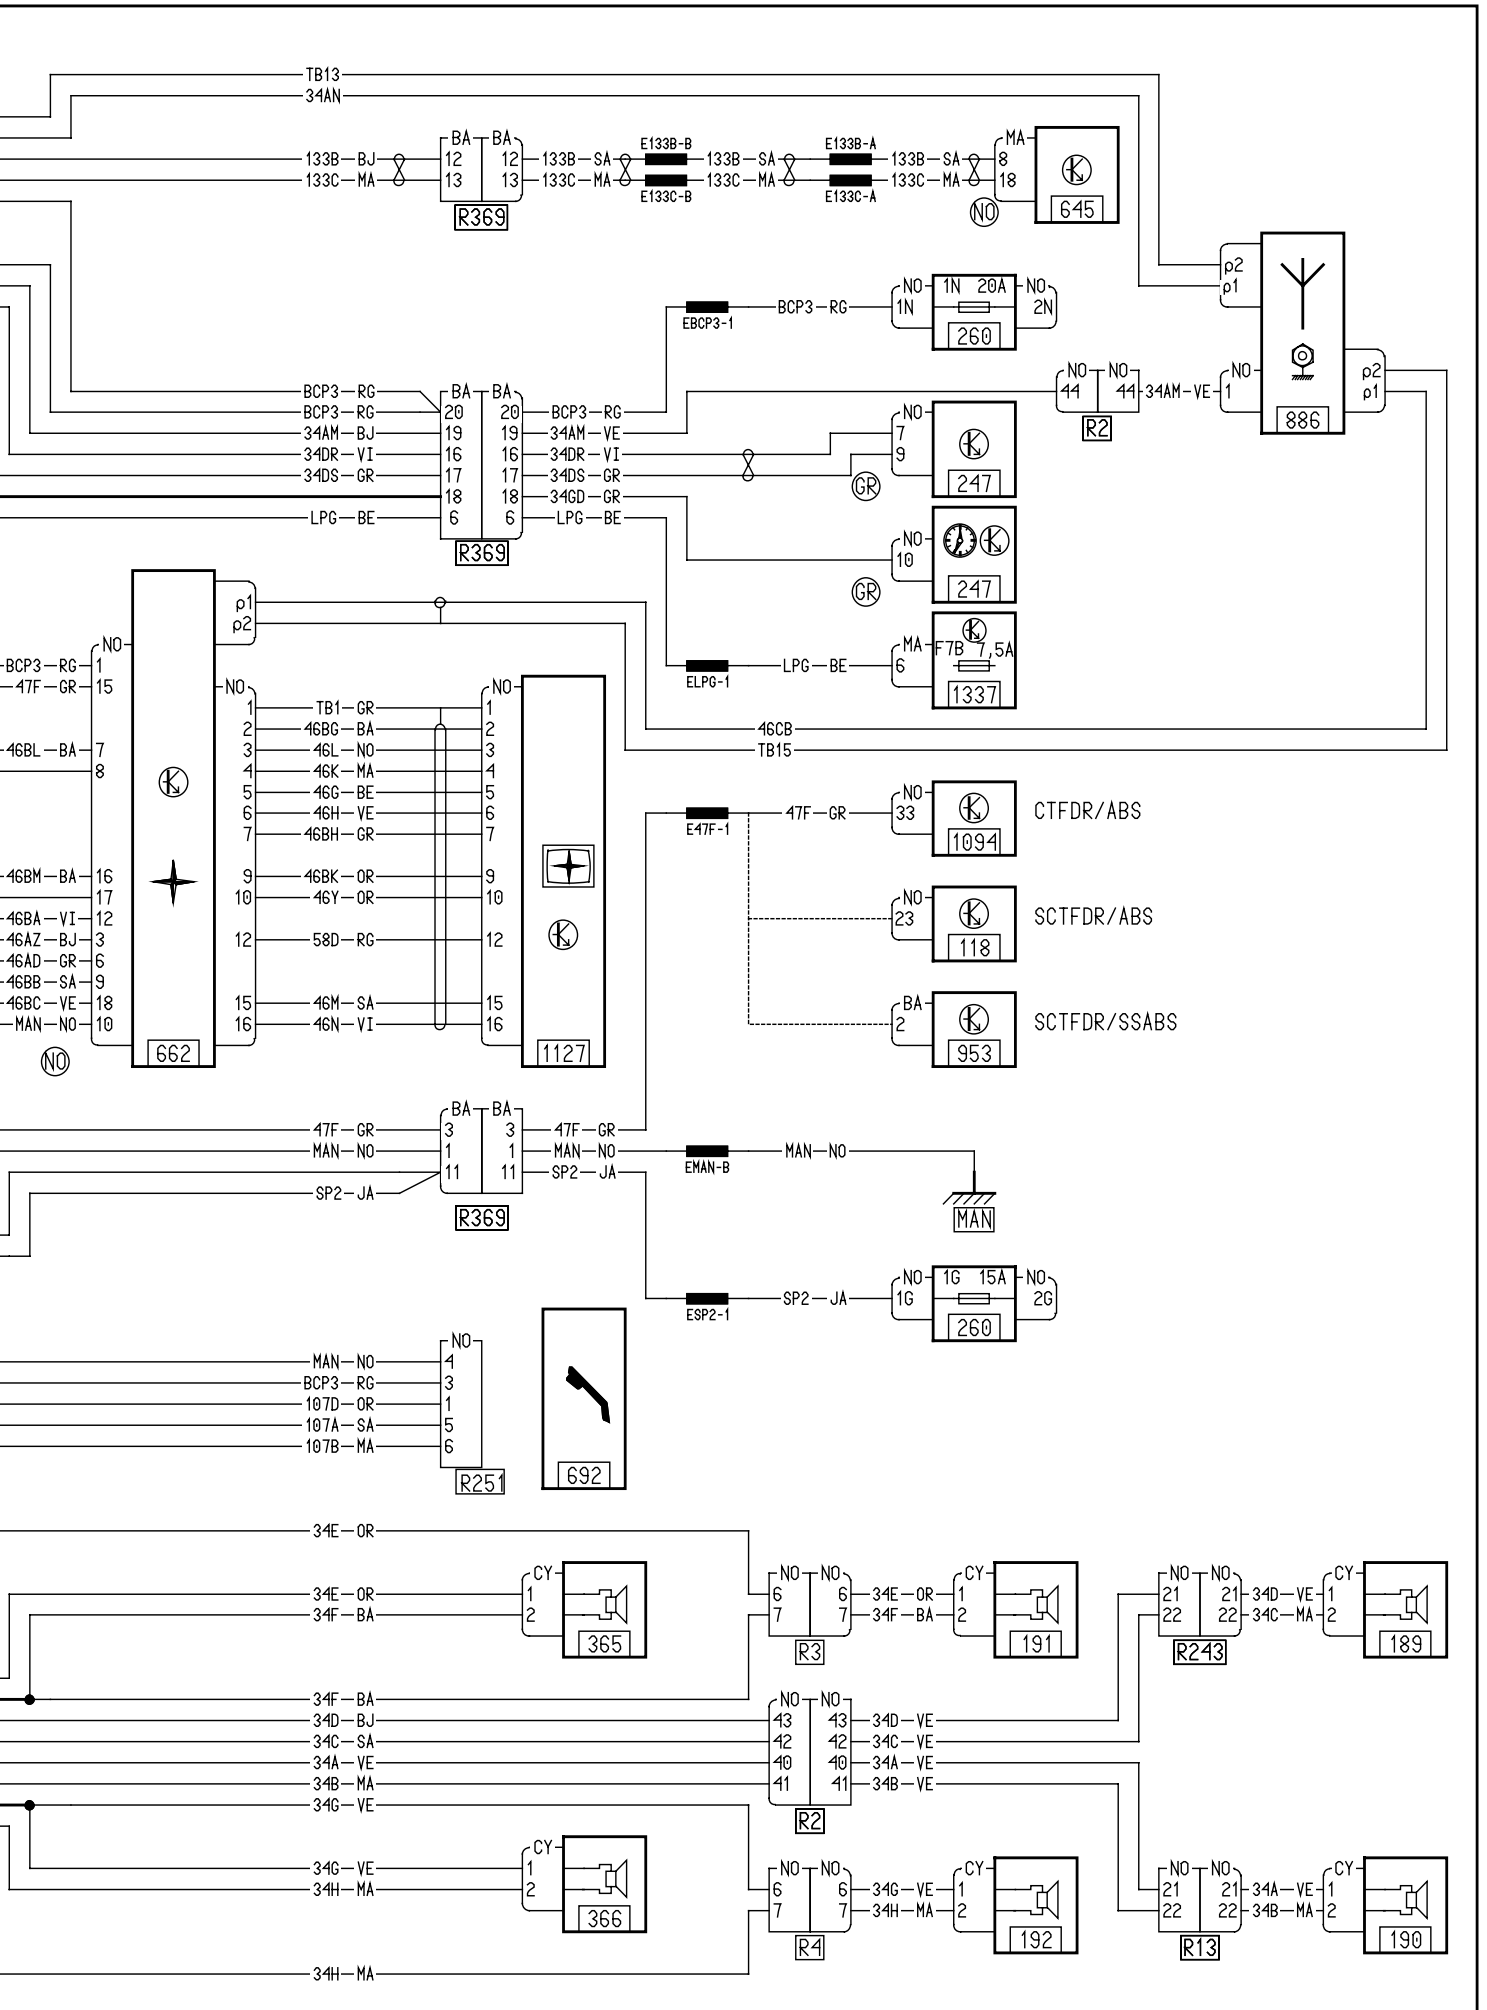 TB13
34AN
BA BA
133B BJ 12 12 133B SA E133B-B 133B SA E133B-A 133B SA 8 MA
133C MA 13 13 133C MA E133C-B 133C MA E133C-A 133C MA 18
R369
NO
645
p2
p1
NO 1N 20A NO
EBCP3-1 BCP3 RG 1N 2N
260
NO NO
44 44 34AM VE 1 NO
R2
p2
p1
886
BCP3 RG BA BA
BCP3 RG 20 20 BCP3 RG
34AM BJ 19 19 34AM VE
34DR VI 16 16 34DR VI
34DS GR 17 17 34DS GR
18 18 34GD GR
LPG BE 6 6 LPG BE
R369
NO
7
9
GR
247
NO
10
GR
247
MA F7B 7,5A
ELPG-1 LPG BE 6
1337
p1
p2
46CB
TB15
NO
BCP3 RG 1
47F GR 15
46BL BA 7
8
46BM BA 16
17
46BA VI 12
46AZ BJ 3
46AD GR 6
46BB SA 9
46BC VE 18
MAN NO 10
NO
662
NO NO
1 TB1 GR 1
2 46BG BA 2
3 46L NO 3
4 46K MA 4
5 46G BE 5
6 46H VE 6
7 46BH GR 7
9 46BK OR 9
10 46Y OR 10
12 58D RG 12
15 46M SA 15
16 46N VI 16
1127
E47F-1 47F GR 33 NO
1094
CTFDR/ABS
NO
23
118
SCTFDR/ABS
BA
2
953
SCTFDR/SSABS
BA BA
47F GR 3 3 47F GR
MAN NO 1 1 MAN NO EMAN-B MAN NO
11 11 SP2 JA
SP2 JA
R369
MAN
NO 1G 15A NO
ESP2-1 SP2 JA 1G 2G
260
NO
MAN NO 4
BCP3 RG 3
107D OR 1
107A SA 5
107B MA 6
R251
692
34E OR
CY
34E OR 1
34F BA 2
365
NO NO
6 6 34E OR 1 CY
7 7 34F BA 2
R3
191
NO NO
21 21 34D VE 1 CY
22 22 34C MA 2
R243
189
34F BA NO NO
34D BJ 43 43 34D VE
34C SA 42 42 34C VE
34A VE 40 40 34A VE
34B MA 41 41 34B VE
34G VE
R2
CY
34G VE 1
34H MA 2
366
NO NO
6 6 34G VE 1 CY
7 7 34H MA 2
R4
192
NO NO
21 21 34A VE 1 CY
22 22 34B MA 2
R13
190
34H MA